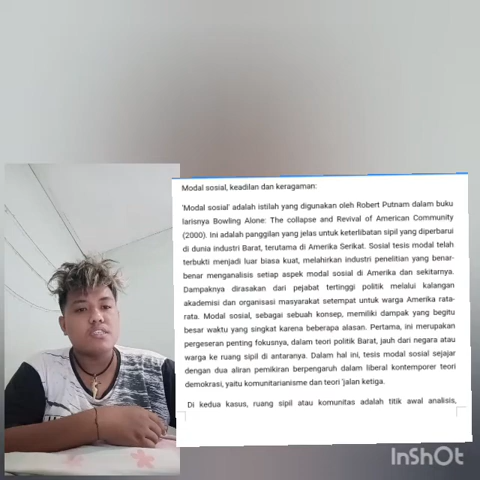 Modal sosial, keadilan dan keragaman:
'Modal sosial' adalah istilah yang digunakan oleh Robert Putnam dalam buku
larisnya Bowling Alone: The collapse and Revival of American Community
(2000). Ini adalah panggilan yang jelas untuk keterlibatan sipil yang diperbarui
di dunia industri Barat, terutama di Amerika Serikat. Sosial tesis modal telah
terbukti menjadi luar biasa kuat, melahirkan industri penelitian yang benar-
benar menganalisis setiap aspek modal sosial di Amerika dan sekitarnya.
Dampaknya dirasakan dari pejabat tertinggi politik melalui kalangan
akademisi dan organisasi masyarakat setempat untuk warga Amerika rata-
rata. Modal sosial, sebagai sebuah konsep, memiliki dampak yang begitu
besar waktu yang singkat karena beberapa alasan. Pertama, ini merupakan
pergeseran penting fokusnya, dalam teori politik Barat, jauh dari negara atau
warga ke ruang sipil di antaranya. Dalam hal ini, tesis modal sosial sejajar
dengan dua aliran pemikiran berpengaruh dalam liberal kontemporer teori
demokrasi, yaitu komunitarianisme dan teori 'jalan ketiga.
Di kedua kasus, ruang sipil atau komunitas adalah titik awal analisis,
InShOt